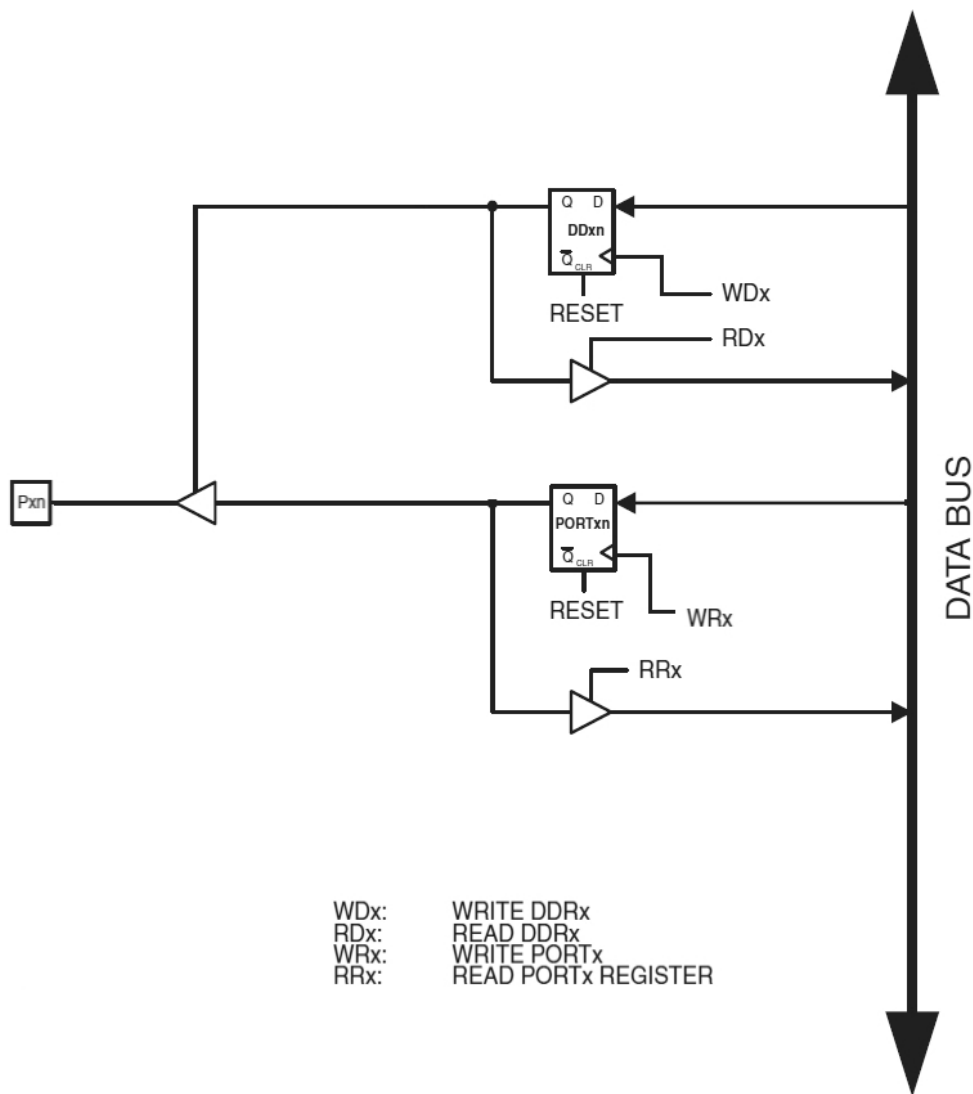 Q D
DDxn
Q CLR
WDx
RESET
RDx
Pxn
Q D
PORTxn
Q CLR
RESET
WRx
RRx
DATA BUS
WDx: WRITE DDRx
RDx: READ DDRx
WRx: WRITE PORTx
RRx: READ PORTx REGISTER